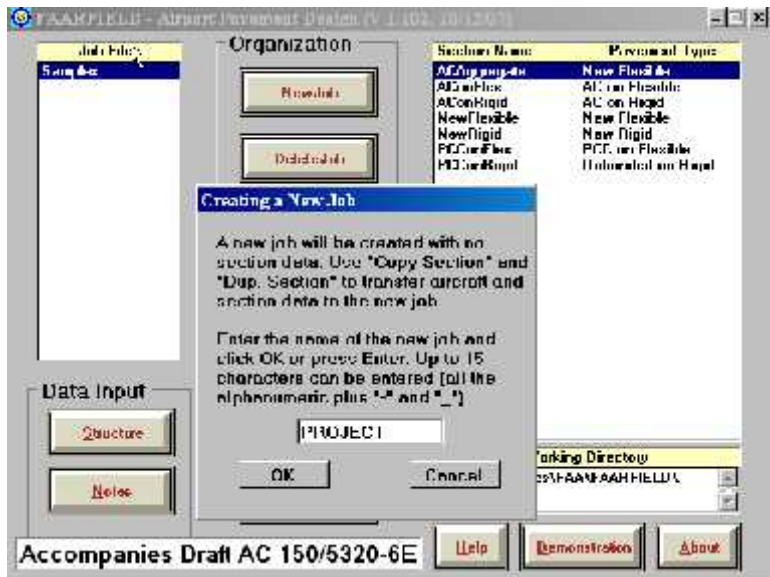 FAARFIELD - Airport Pavement Design (V 1.102, 10/12/07)
Job Files
Samples
Organization
New Job
Delete Job
Section Name Pavement Type
ACAggregate New Flexible
AConFlex AC on Flexible
AConRigid AC on Rigid
NewFlexible New Flexible
NewRigid New Rigid
PCConFlex PCC on Flexible
PCConRigid Unbonded on Rigid
Creating a New Job
A new job will be created with no
section data. Use "Copy Section" and
"Dup. Section" to transfer aircraft and
section data to the new job.
Enter the name of the new job and
click OK or press Enter. Up to 15
characters can be entered (all the
alphanumeric plus "-" and "_")
PROJECT
OK Cancel
Data Input
Structure
Notes
orking Directory
es\FAA\FAARFIELD\
Accompanies Draft AC 150/5320-6E
Help Demonstration About